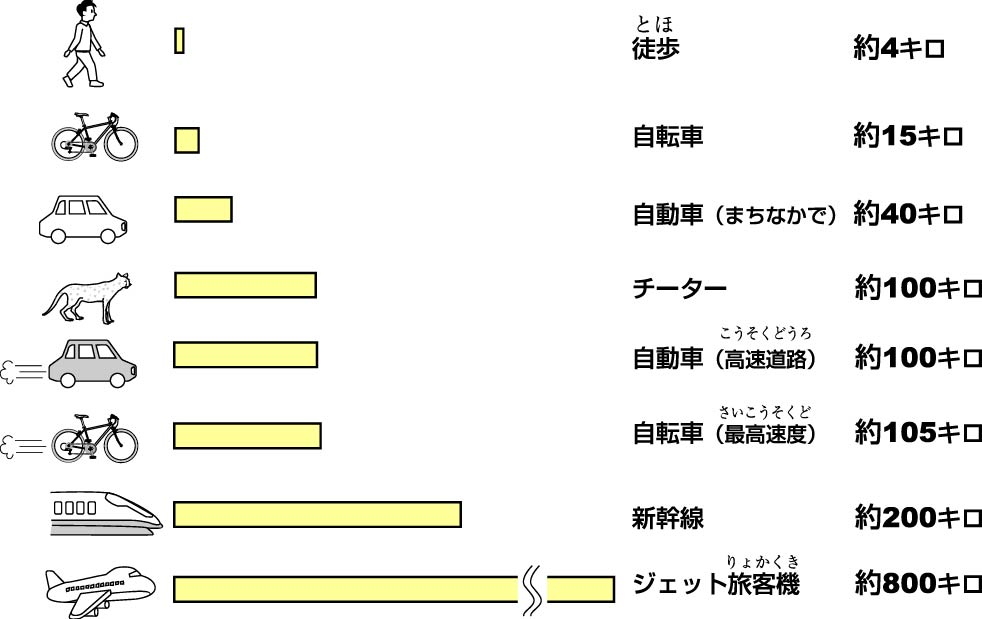 とほ
徒歩 約4キロ
自転車 約15キロ
自動車（まちなかで） 約40キロ
チーター 約100キロ
こうそくどうろ
自動車（高速道路） 約100キロ
さいこうそくど
自転車（最高速度） 約105キロ
新幹線 約200キロ
りょかくき
ジェット旅客機 約800キロ